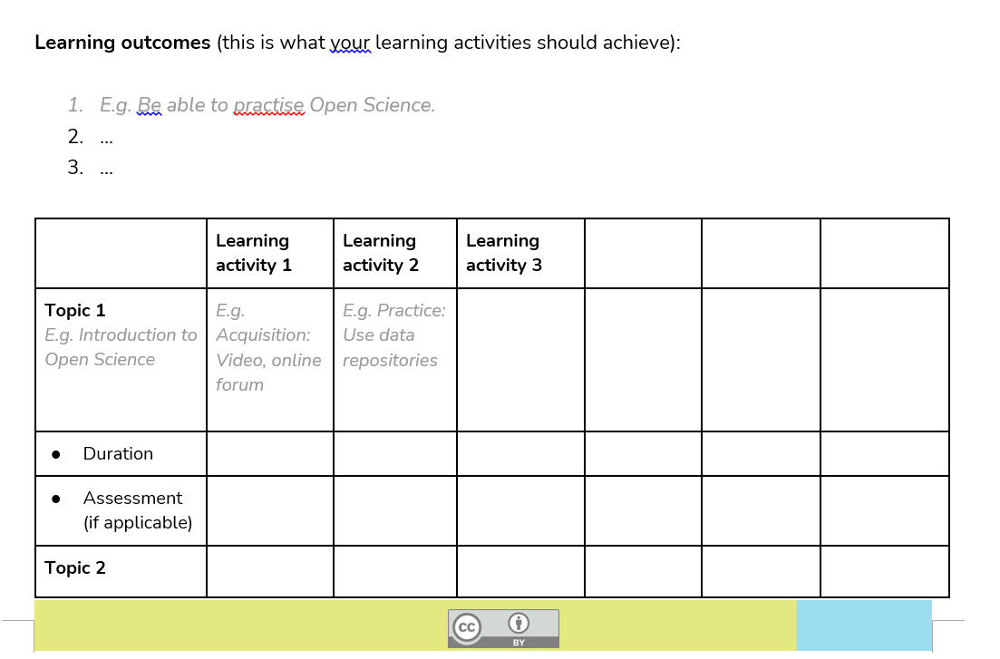 Learning outcomes (this is what your learning activities should achieve):
1. E.g. Be able to practise Open Science.
2. ...
3. ...
Learning
activity 1
Learning
activity 2
Learning
activity 3
Topic 1
E.g. Introduction to
Open Science
E.g.
Acquisition:
Video, online
forum
E.g. Practice:
Use data
repositories
● Duration
● Assessment
(if applicable)
Topic 2
CC
BY